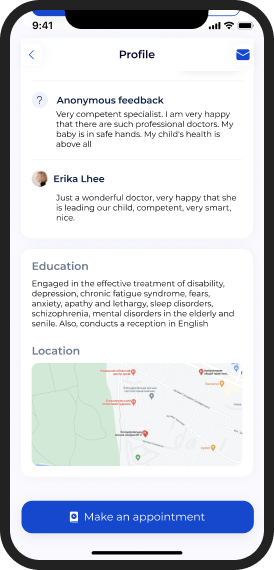 9:41
Profile
?
Anonymous feedback
Very competent specialist. I am very happy
that there are such professional doctors. My
baby is in safe hands. My child's health is
above all
Erika Lhee
Just a wonderful doctor, very happy that she
is leading our child, competent, very smart,
nice.
Education
Engaged in the effective treatment of disability,
depression, chronic fatigue syndrome, fears,
anxiety, apathy and lethargy, sleep disorders,
schizophrenia, mental disorders in the elderly and
senile. Also, conducts a reception in English
Location
Make an appointment